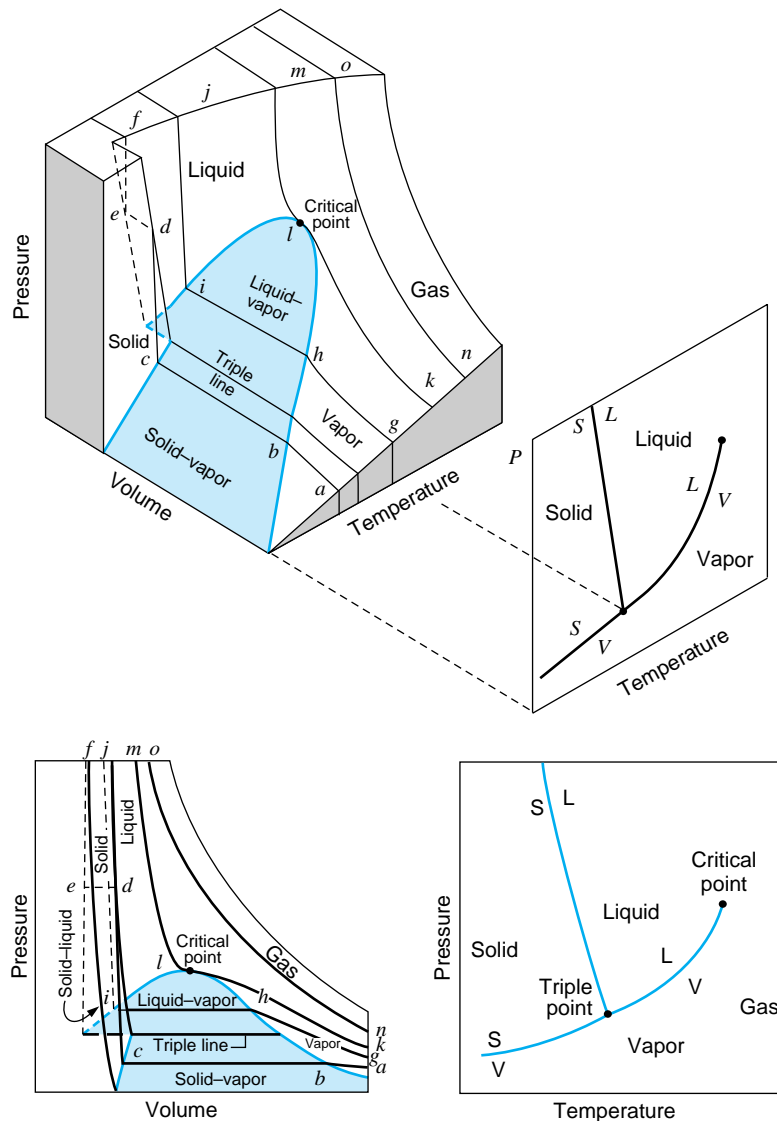 m
o
j
f
Liquid
Critical
point
e
d
l
Gas
Pressure
i
Liquid–
vapor
Solid
c
Triple
line
h
n
k
Vapor
g
Solid–vapor
b
a
Volume
Temperature
P
S
L
Liquid
L
V
Solid
Vapor
S
V
Temperature
f
j
m
o
Liquid
Solid
e
d
Solid–liquid
l
Critical
point
Gas
i
Liquid–vapor
h
n
k
g
a
Triple line
Vapor
c
Solid-vapor
b
Pressure
Volume
S
L
Critical
point
Liquid
Solid
L
V
Triple
point
Gas
S
V
Vapor
Pressure
Temperature